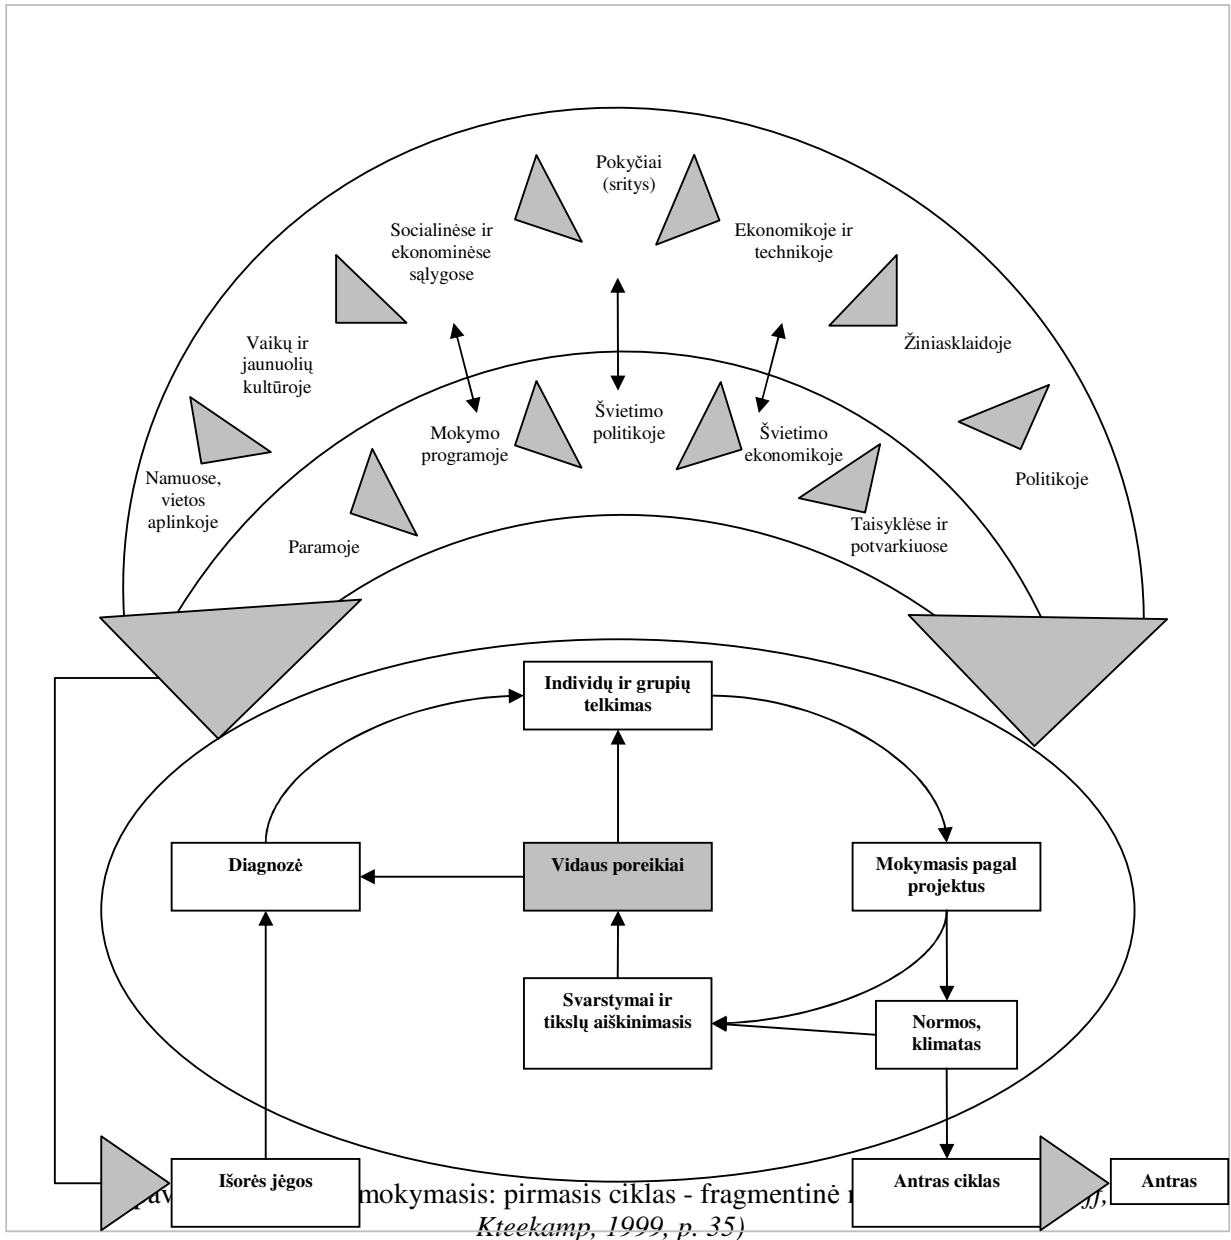 Pokyčiai
(sritys)
Socialinėse ir
ekonominėse
sąlygose
Ekonomikoje ir
technikoje
Vaikų ir
jaunuolių
kultūroje
Žiniasklaidoje
Namuose,
vietos
aplinkoje
Politikoje
Mokymo
programoje
Švietimo
politikoje
Švietimo
ekonomikoje
Paramoje
Taisyklėse ir
potvarkiuose
Individų ir grupių
telkimas
Diagnozė
Vidaus poreikiai
Mokymasis pagal
projektus
Svarstymai ir
tikslų aiškinimasis
Normos,
klimatas
Išorės jėgos
Antras ciklas
Antras
mokymasis: pirmasis ciklas - fragmentinė
Kteekamp, 1999, p. 35)